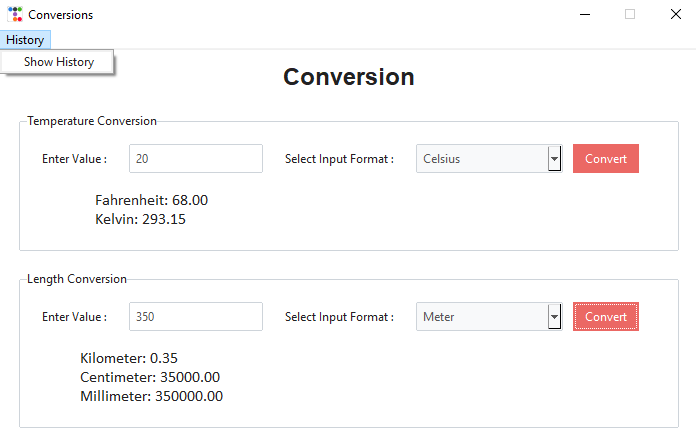 Conversions
History
Show History
Conversion
Temperature Conversion
Enter Value : 20 Select Input Format : Celsius Convert
Fahrenheit: 68.00
Kelvin: 293.15
Length Conversion
Enter Value : 350 Select Input Format : Meter Convert
Kilometer: 0.35
Centimeter: 35000.00
Millimeter: 350000.00